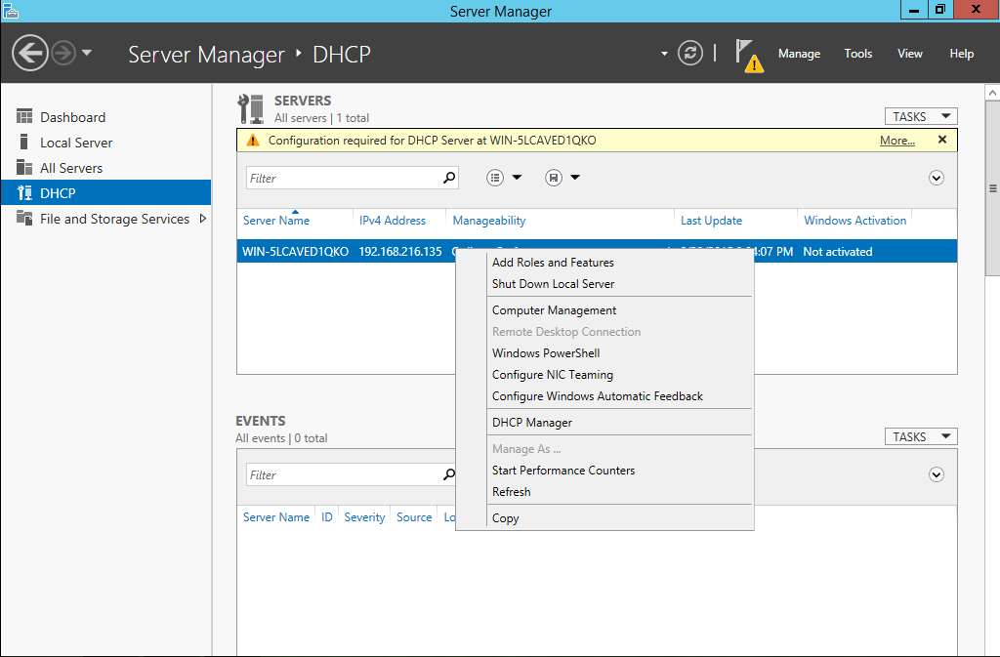 Server Manager
Server Manager ‣ DHCP
Manage Tools View Help
Dashboard
Local Server
All Servers
DHCP
File and Storage Services
SERVERS
All servers | 1 total
TASKS
Configuration required for DHCP Server at WIN-5LCAVED1QKO
More...
Filter
Server Name IPv4 Address Manageability Last Update Windows Activation
WIN-5LCAVED1QKO 192.168.216.135 :07 PM Not activated
Add Roles and Features
Shut Down Local Server
Computer Management
Remote Desktop Connection
Windows PowerShell
Configure NIC Teaming
Configure Windows Automatic Feedback
DHCP Manager
Manage As ...
Start Performance Counters
Refresh
Copy
EVENTS
All events | 0 total
TASKS
Filter
Server Name ID Severity Source Lo